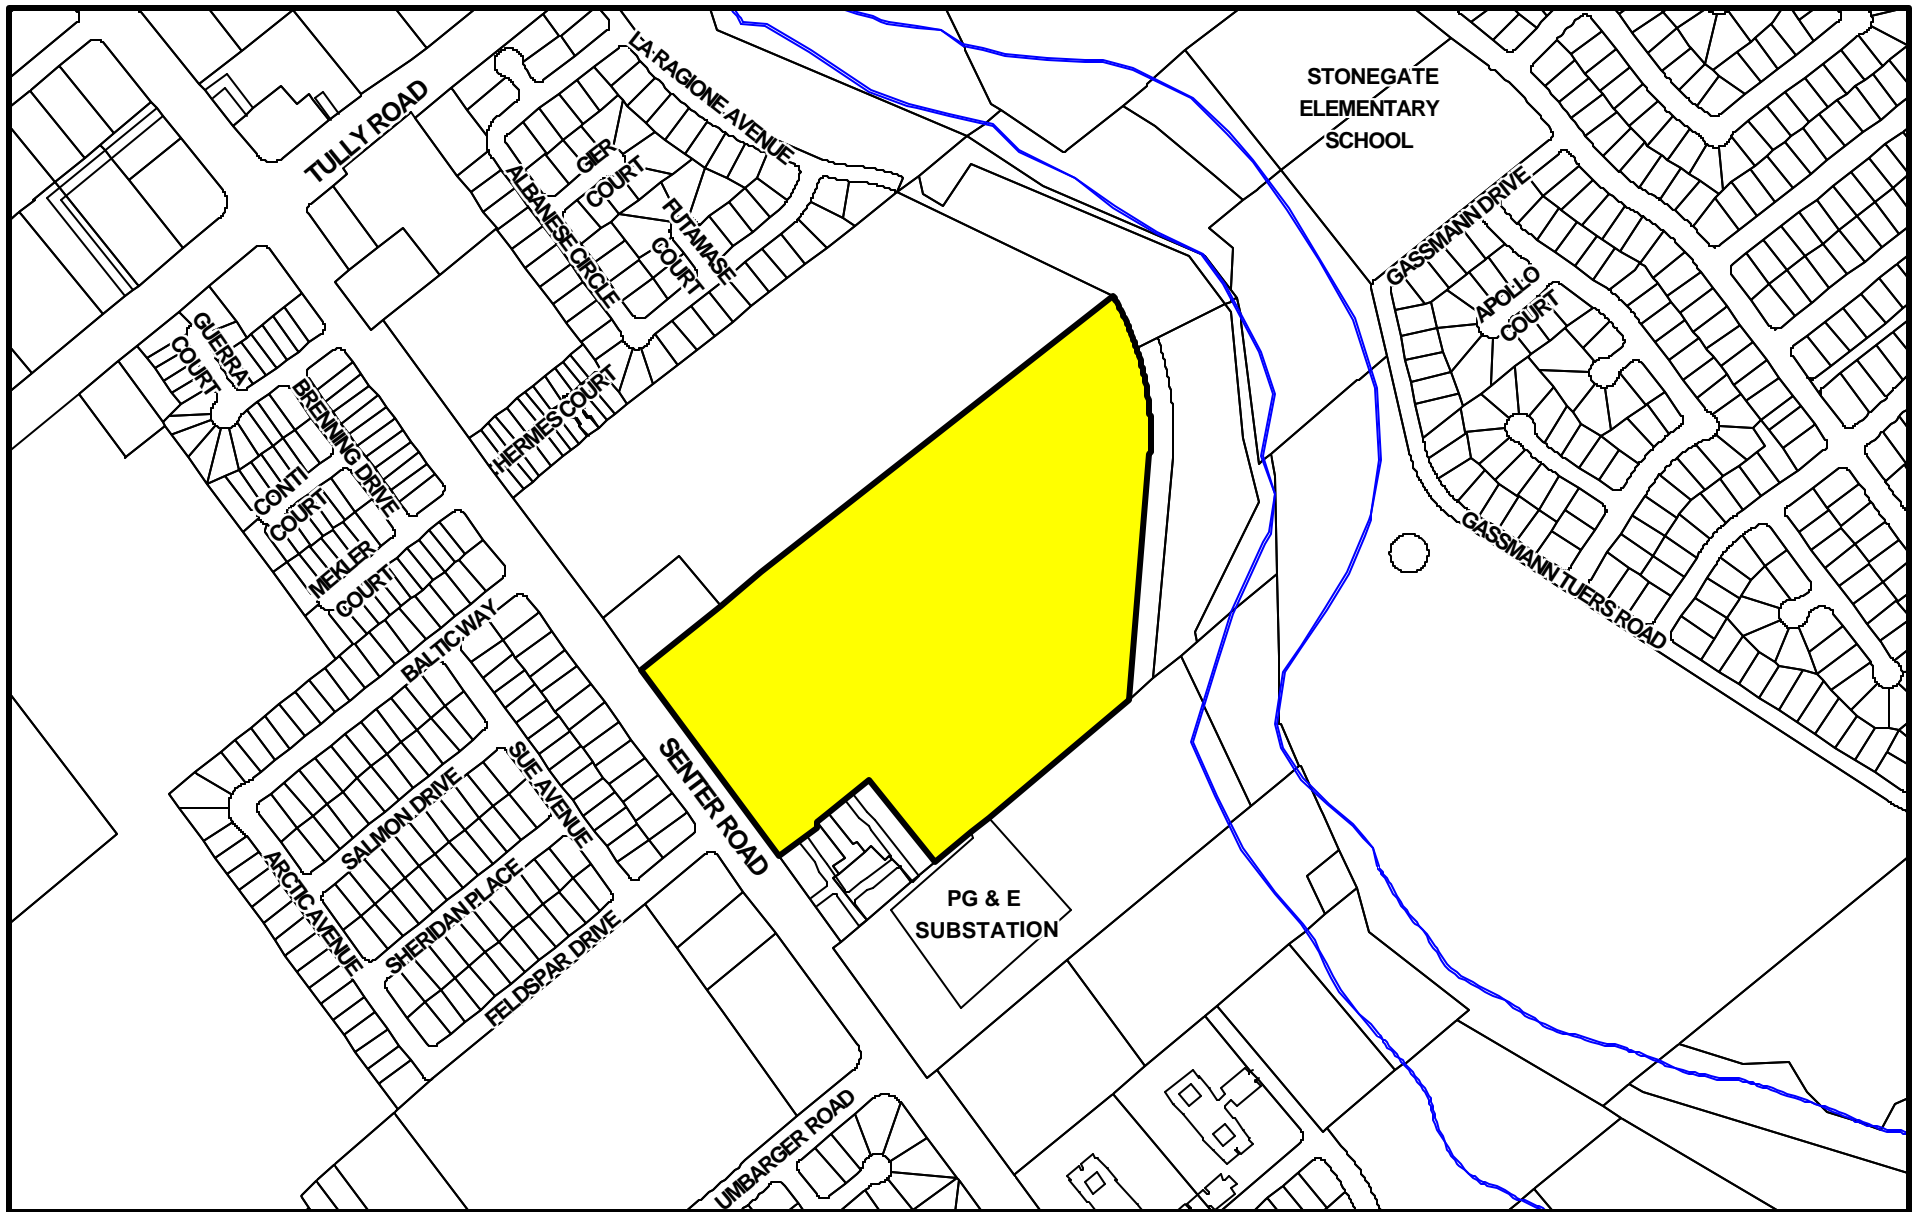 LA RAGIONE AVENUE
STONEGATE
ELEMENTARY
SCHOOL
TULLY ROAD
GIER
COURT
ALBANESE CIRCLE
FUTAMASE
COURT
GASSMANN DRIVE
APOLLO
COURT
GUERRA
COURT
BRENNING DRIVE
HERMES COURT
CONTI
COURT
MEKLER
COURT
GASSMANN TUERS ROAD
BALTIC WAY
SUE AVENUE
SALMON DRIVE
SENTER ROAD
ARCTIC AVENUE
SHERIDAN PLACE
FELDSPAR DRIVE
PG & E
SUBSTATION
UMBARGER ROAD